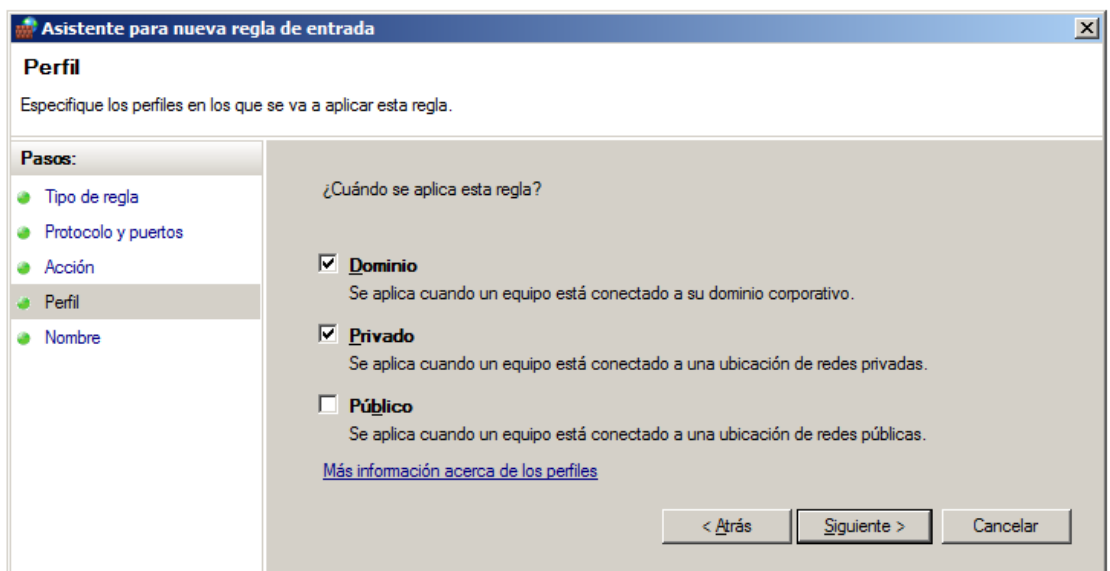 Asistente para nueva regla de entrada
Perfil
Especifique los perfiles en los que se va a aplicar esta regla.
Pasos:
Tipo de regla
Protocolo y puertos
Acción
Perfil
Nombre
¿Cuándo se aplica esta regla?
Dominio
Se aplica cuando un equipo está conectado a su dominio corporativo.
Privado
Se aplica cuando un equipo está conectado a una ubicación de redes privadas.
Público
Se aplica cuando un equipo está conectado a una ubicación de redes públicas.
Más información acerca de los perfiles
< Atrás
Siguiente >
Cancelar